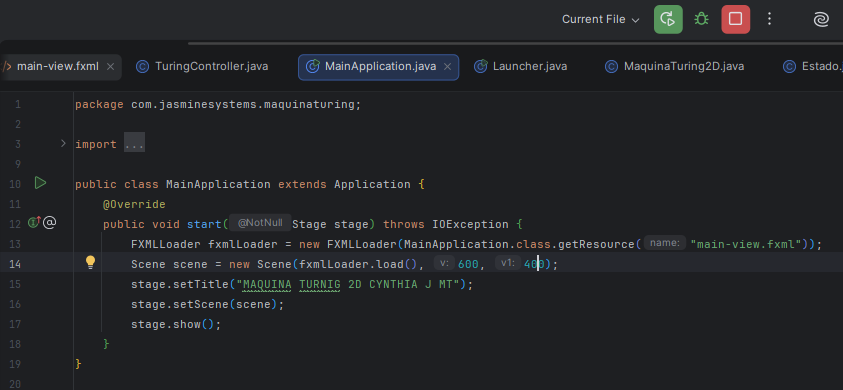 Current File
main-view.fxml
TuringController.java
MainApplication.java
Launcher.java
MaquinaTuring2D.java
Estado.
1 package com.jasminesystems.maquinaturing;
2
3 import ...
9
10 public class MainApplication extends Application {
11 @Override
12 public void start( @NotNull Stage stage) throws IOException {
13 FXMLLoader fxmlLoader = new FXMLLoader(MainApplication.class.getResource( name: "main-view.fxml"));
14 Scene scene = new Scene(fxmlLoader.load(), v: 600, v1: 400);
15 stage.setTitle("MAQUINA TURNIG 2D CYNTHIA J MT");
16 stage.setScene(scene);
17 stage.show();
18 }
19 }
20